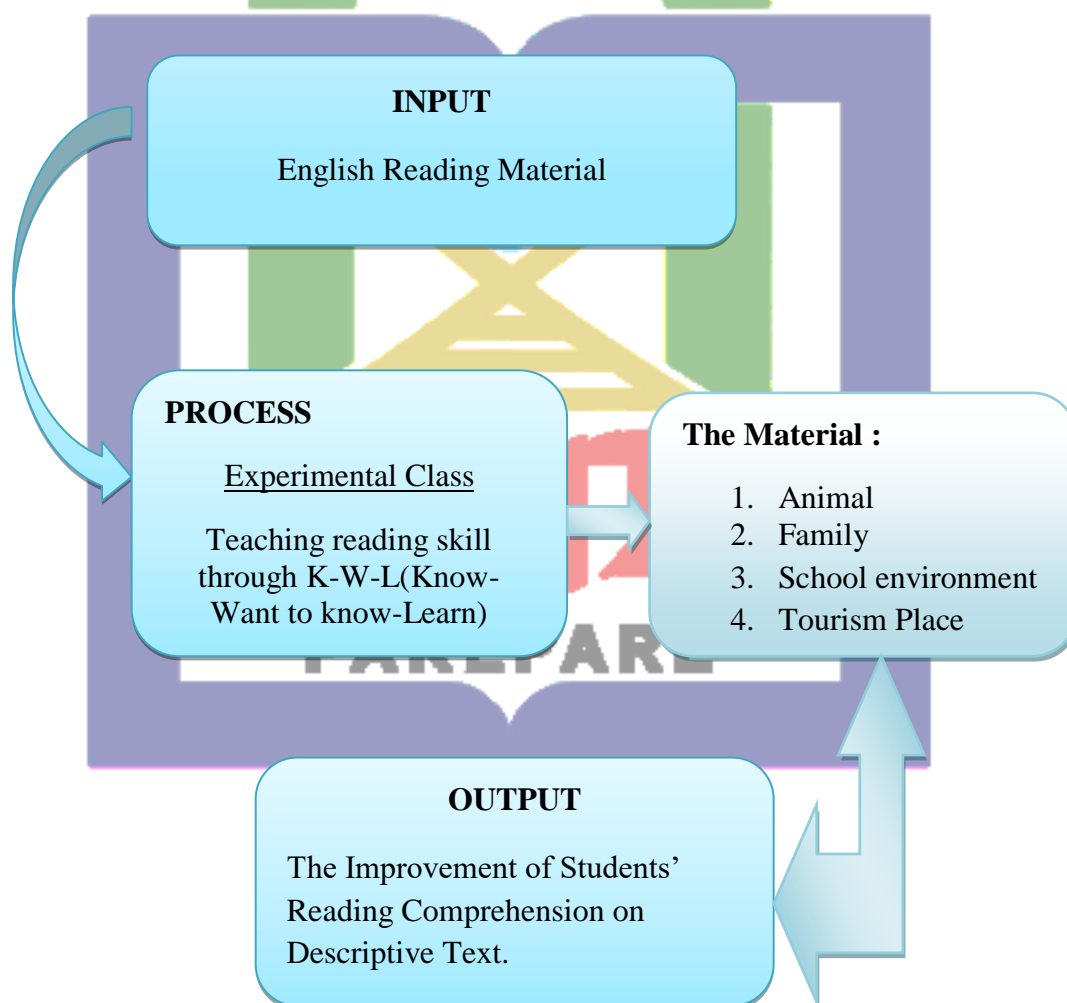 INPUT
English Reading Material
PROCESS
Experimental Class
Teaching reading skill
through K-W-L(Know-
Want to know-Learn)
The Material :
1. Animal
2. Family
3. School environment
4. Tourism Place
PAREPARE
OUTPUT
The Improvement of Students’
Reading Comprehension on
Descriptive Text.